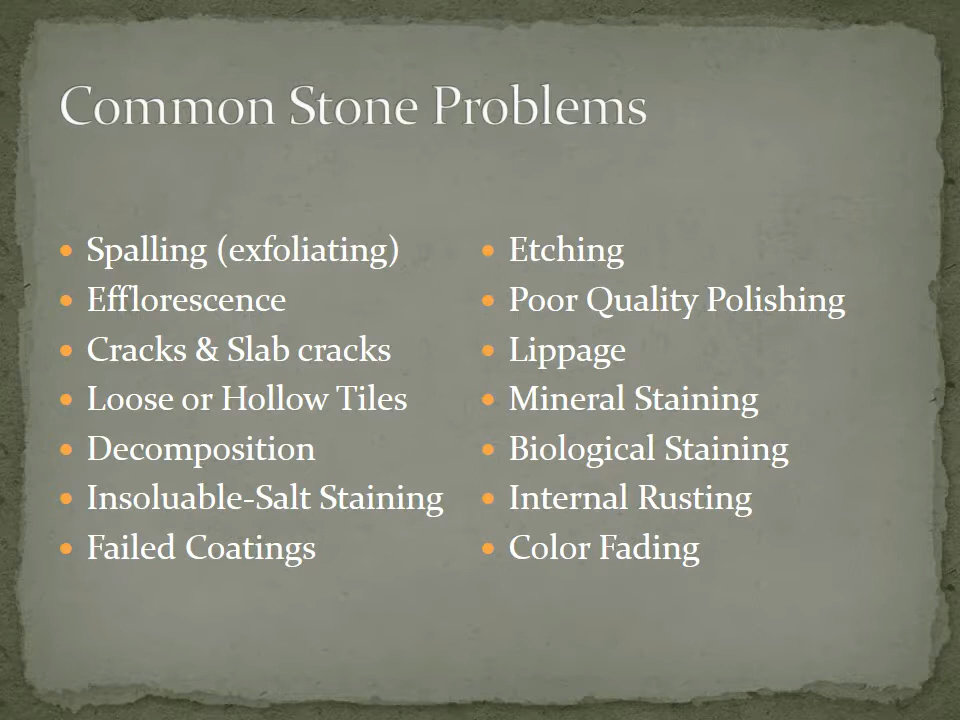 Common Stone Problems
• Spalling (exfoliating)
• Efflorescence
• Cracks & Slab cracks
• Loose or Hollow Tiles
• Decomposition
• Insoluable-Salt Staining
• Failed Coatings
• Etching
• Poor Quality Polishing
• Lippage
• Mineral Staining
• Biological Staining
• Internal Rusting
• Color Fading